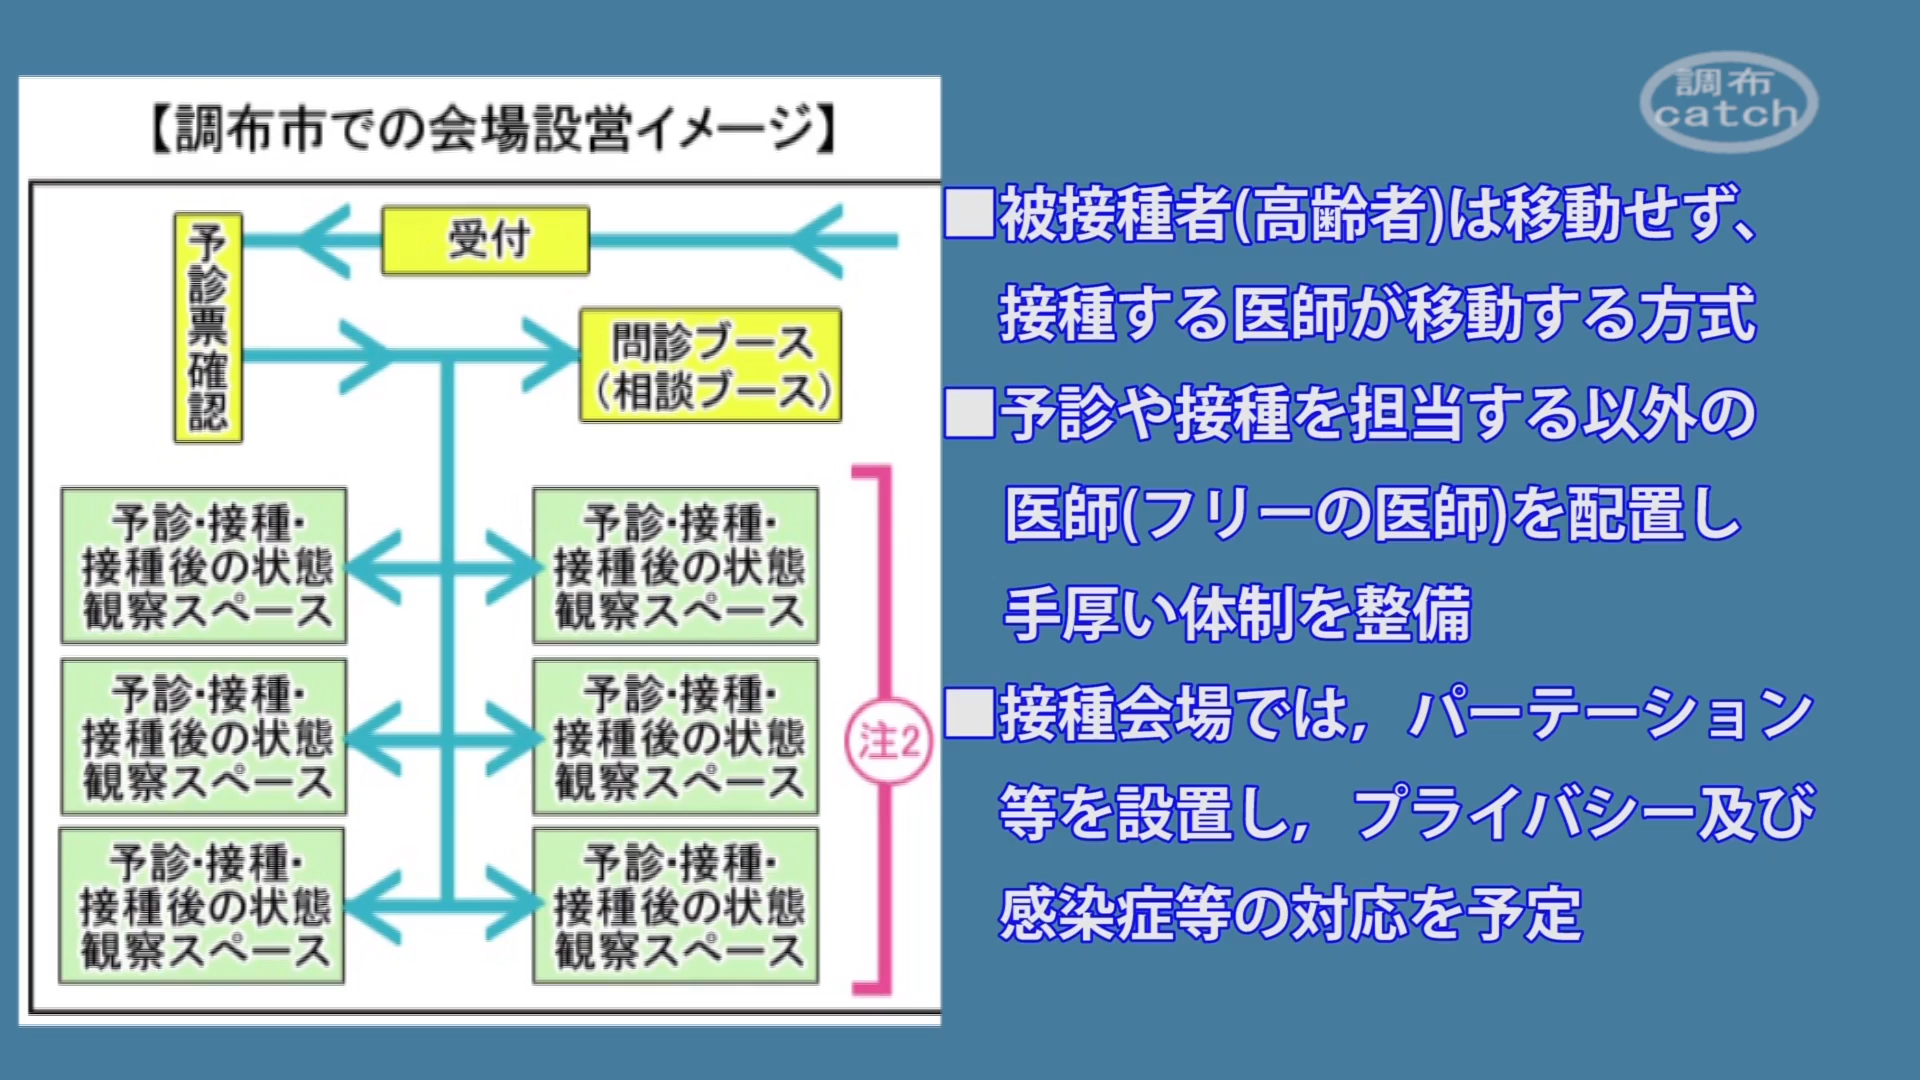 調布
catch
【調布市での会場設営イメージ】
受付
予診票確認
問診ブース
(相談ブース)
予診・接種・
接種後の状態
観察スペース
予診・接種・
接種後の状態
観察スペース
予診・接種・
接種後の状態
観察スペース
予診・接種・
接種後の状態
観察スペース
予診・接種・
接種後の状態
観察スペース
予診・接種・
接種後の状態
観察スペース
注2
■被接種者(高齢者)は移動せず、
接種する医師が移動する方式
■予診や接種を担当する以外の
医師(フリーの医師)を配置し
手厚い体制を整備
■接種会場では，パーテーション
等を設置し，プライバシー及び
感染症等の対応を予定